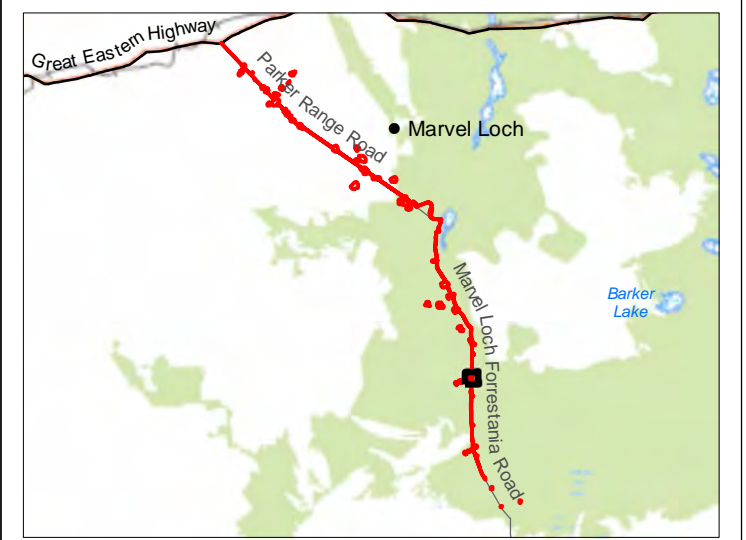 Great Eastern Highway
Parker Range Road
Marvel Loch
Marvel Loch Forrestania Road
Barker
Lake